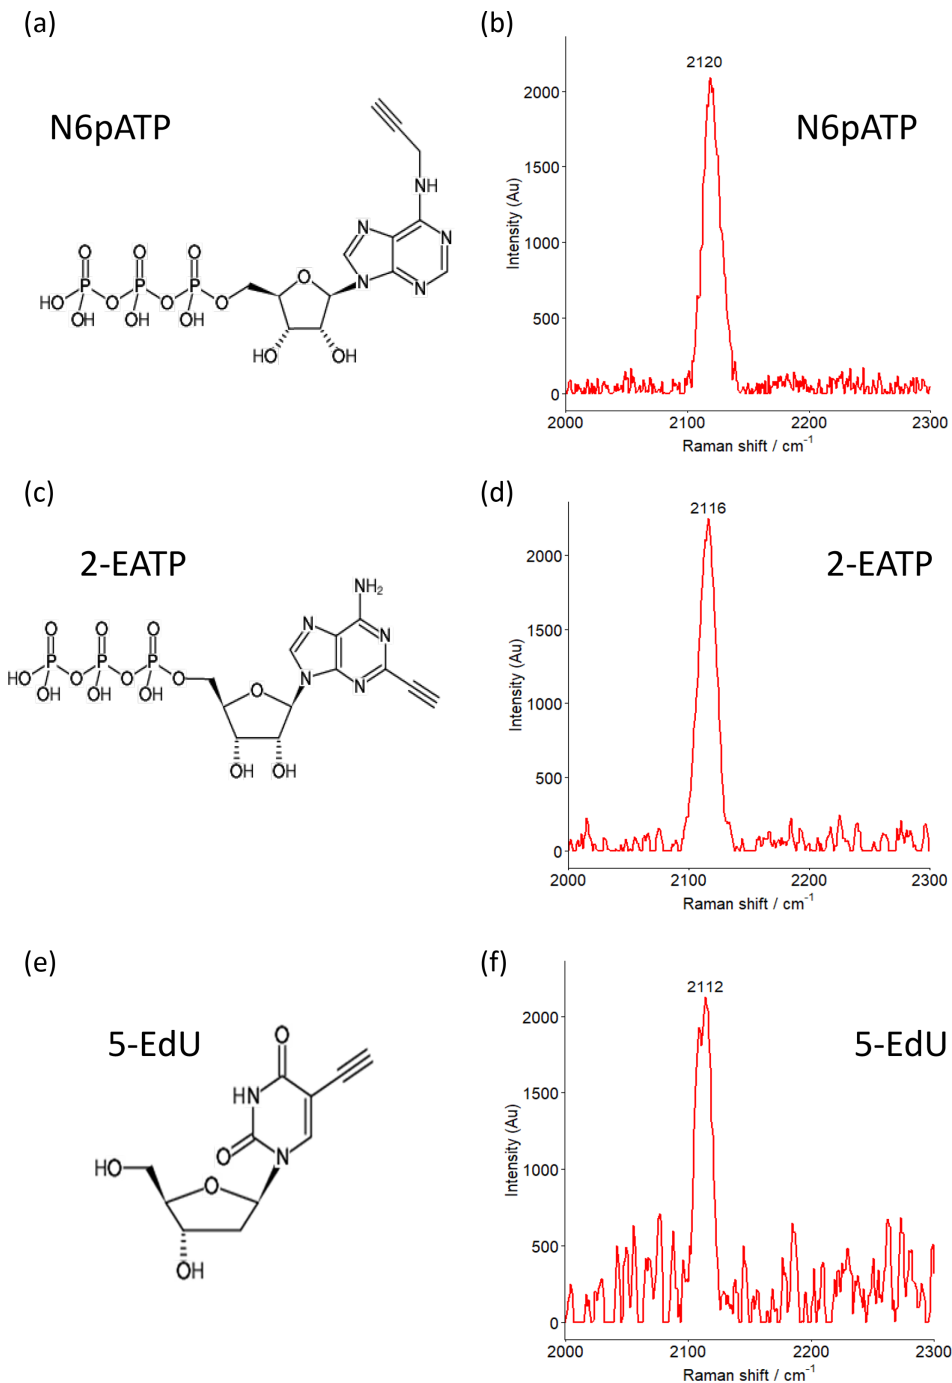 (a)
N6pATP
NH
N
N
N
N
O
O
O
P
P
P
HO
O
O
O
O
OH
OH
OH
HO
OH
(b)
2120
N6pATP
2000
1500
1000
500
0
Intensity (Au)
2000
2100
2200
2300
Raman shift / cm-1
(c)
2-EATP
NH2
N
N
N
N
O
O
O
P
P
P
HO
O
O
O
O
OH
OH
OH
OH
OH
(d)
2116
2-EATP
2000
1500
1000
500
0
Intensity (Au)
2000
2100
2200
2300
Raman shift / cm-1
(e)
5-EdU
O
HN
O
N
HO
O
OH
(f)
2112
5-EdU
2000
1500
1000
500
0
Intensity (Au)
2000
2100
2200
2300
Raman shift / cm-1